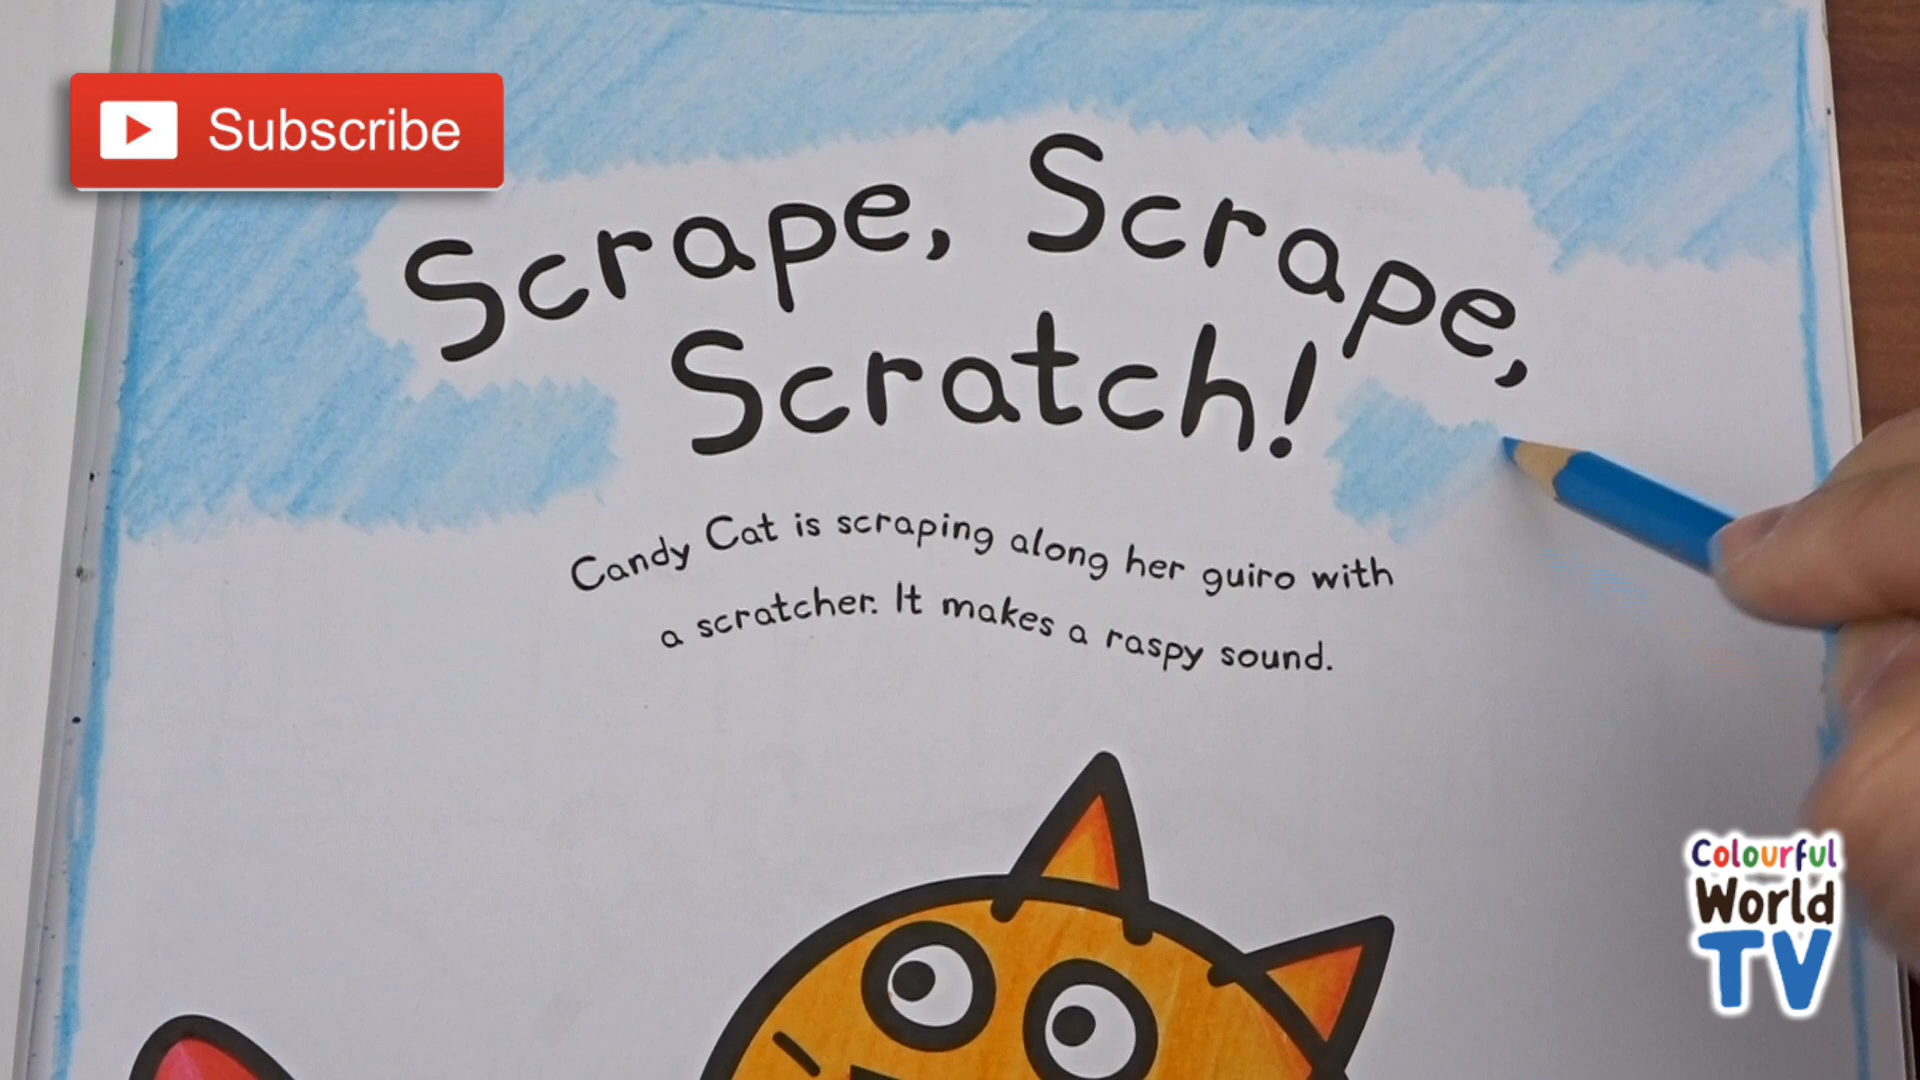 Subscribe
Scrape, Scrape,
Scratch!
Candy Cat is scraping along her guiro with
a scratcher. It makes a raspy sound.
Colourful
World
TV